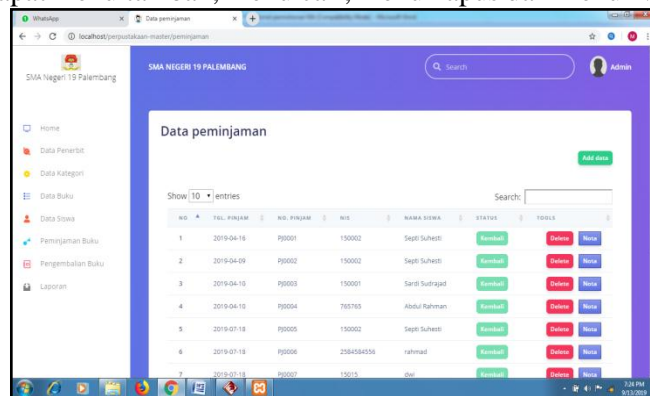 WhatsApp
Data peminjaman
localhost/perpustakaan-master/peminjaman
SMA Negeri 19 Palembang
SMA NEGERI 19 PALEMBANG
Search
Admin
Home
Data Penerbit
Data Kategori
Data Buku
Data Siswa
Peminjaman Buku
Pengembalian Buku
Laporan
Data peminjaman
Add data
Show 10 entries
Search:
NO TGL. PINJAM NO. PINJAM NIS NAMA SISWA STATUS TOOLS
1 2019-04-16 PJ0001 150002 Septi Suhesti Kembali Delete Nota
2 2019-04-09 PJ0002 150002 Septi Suhesti Kembali Delete Nota
3 2019-04-10 PJ0003 150001 Sardi Sudrajad Kembali Delete Nota
4 2019-04-10 PJ0004 765765 Abdul Rahman Kembali Delete Nota
5 2019-07-18 PJ0005 150002 Septi Suhesti Kembali Delete Nota
6 2019-07-18 PJ0006 2584584556 rahmad Kembali Delete Nota
7 2019-07-18 PJ0007 15015 dwi Kembali Delete Nota
7:24 PM
9/13/2019